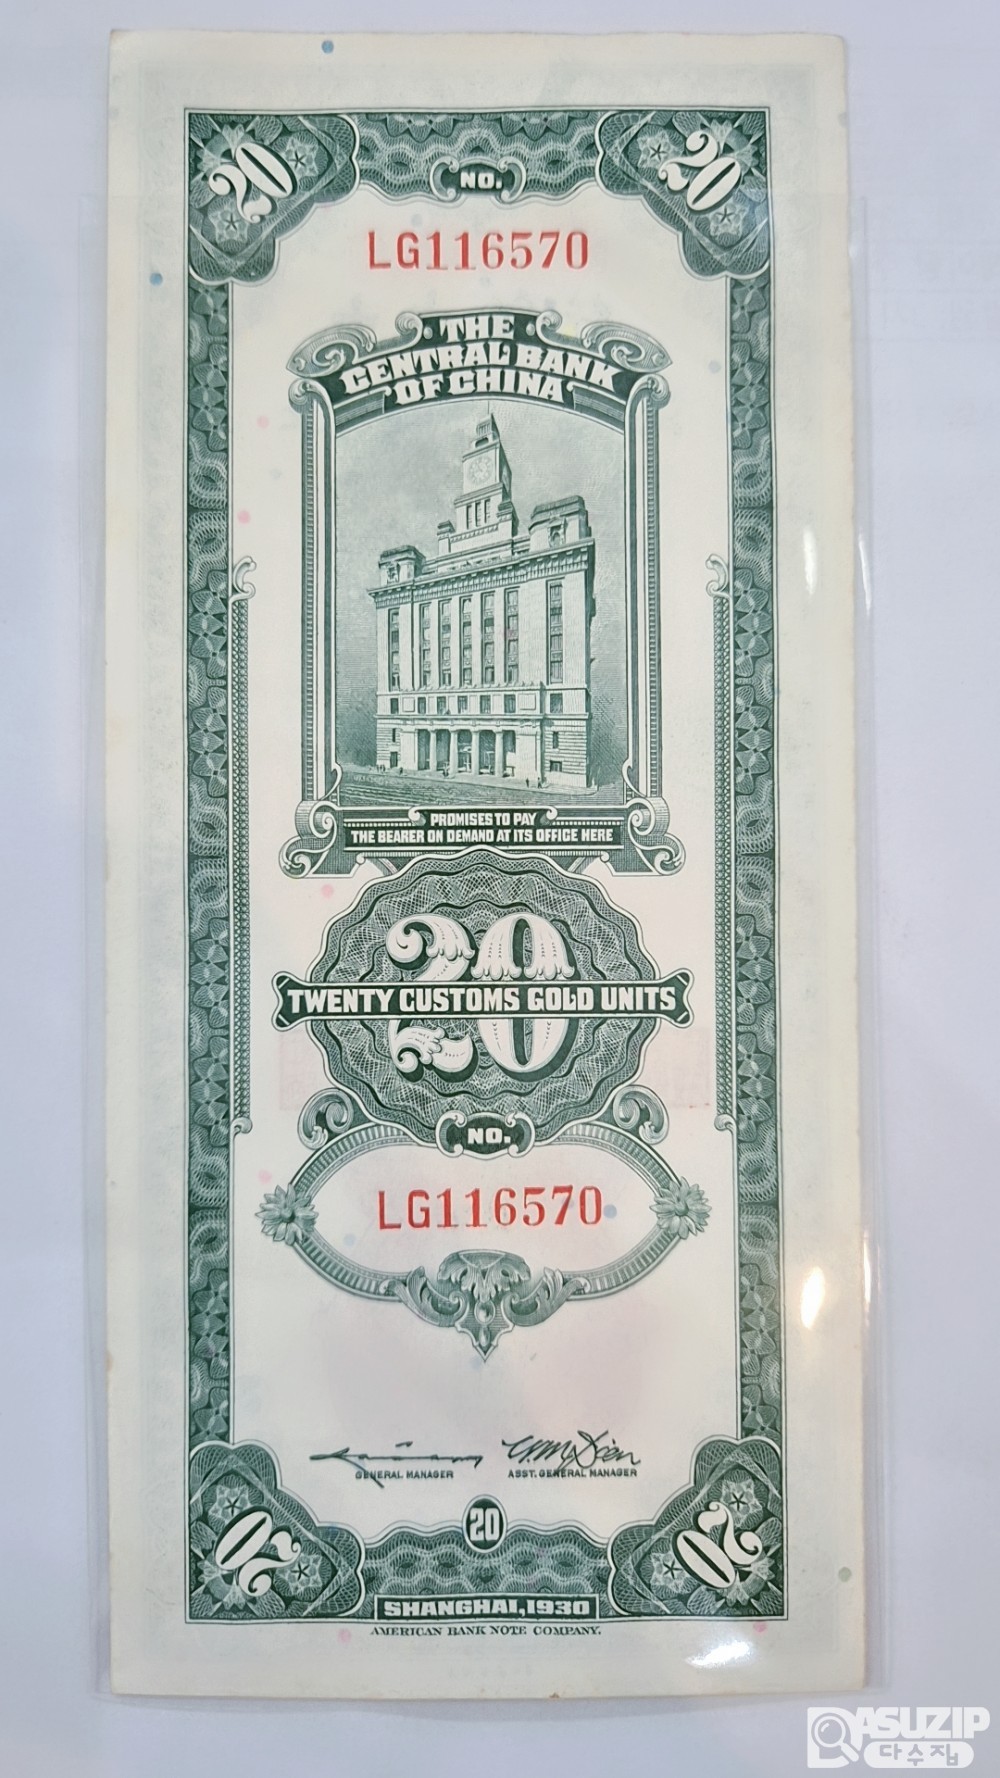 20
20
NO.
LG116570
THE
CENTRAL BANK
OF CHINA
PROMISES TO PAY
THE BEARER ON DEMAND AT ITS OFFICE HERE
20
TWENTY CUSTOMS GOLD UNITS
NO.
LG116570
GENERAL MANAGER
ASST. GENERAL MANAGER
20
20
20
SHANGHAI, 1930
AMERICAN BANK NOTE COMPANY.
DASUZIP
다수집